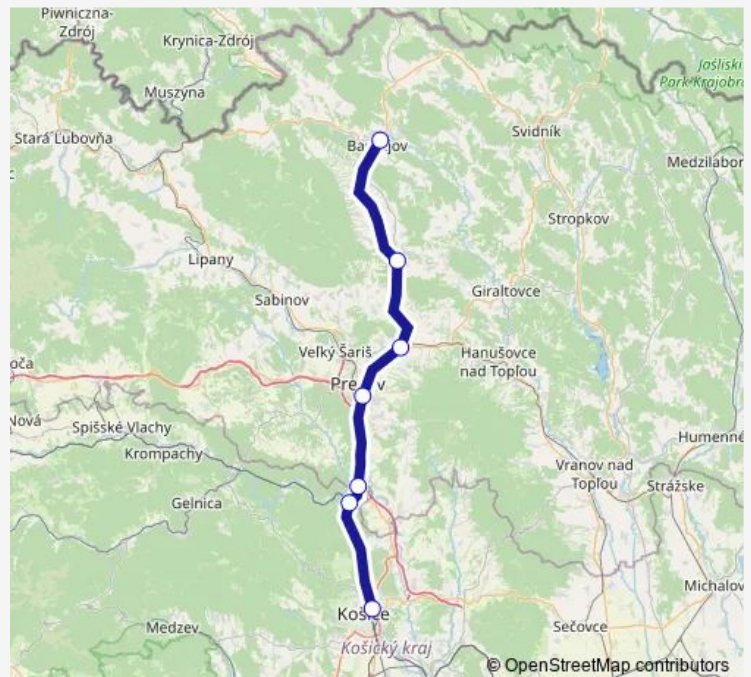 Piwniczna-
Zdrój
Krynica-Zdrój
Jaśliski
Muszyna
Park Krajobra
Stará Ľubovňa
Svidník
Medzilabor
Stropkov
Lipany
Giraltovce
Sabinov
Veľký Šariš
Hanušovce
nad Topľou
oča
Nová
Spišské Vlachy
Humenné
Krompachy
Vranov nad
Topľou
Strážske
Gelnica
Michalov
Košice
Sečovce
Medzev
Košický kraj
© OpenStreetMap contributors